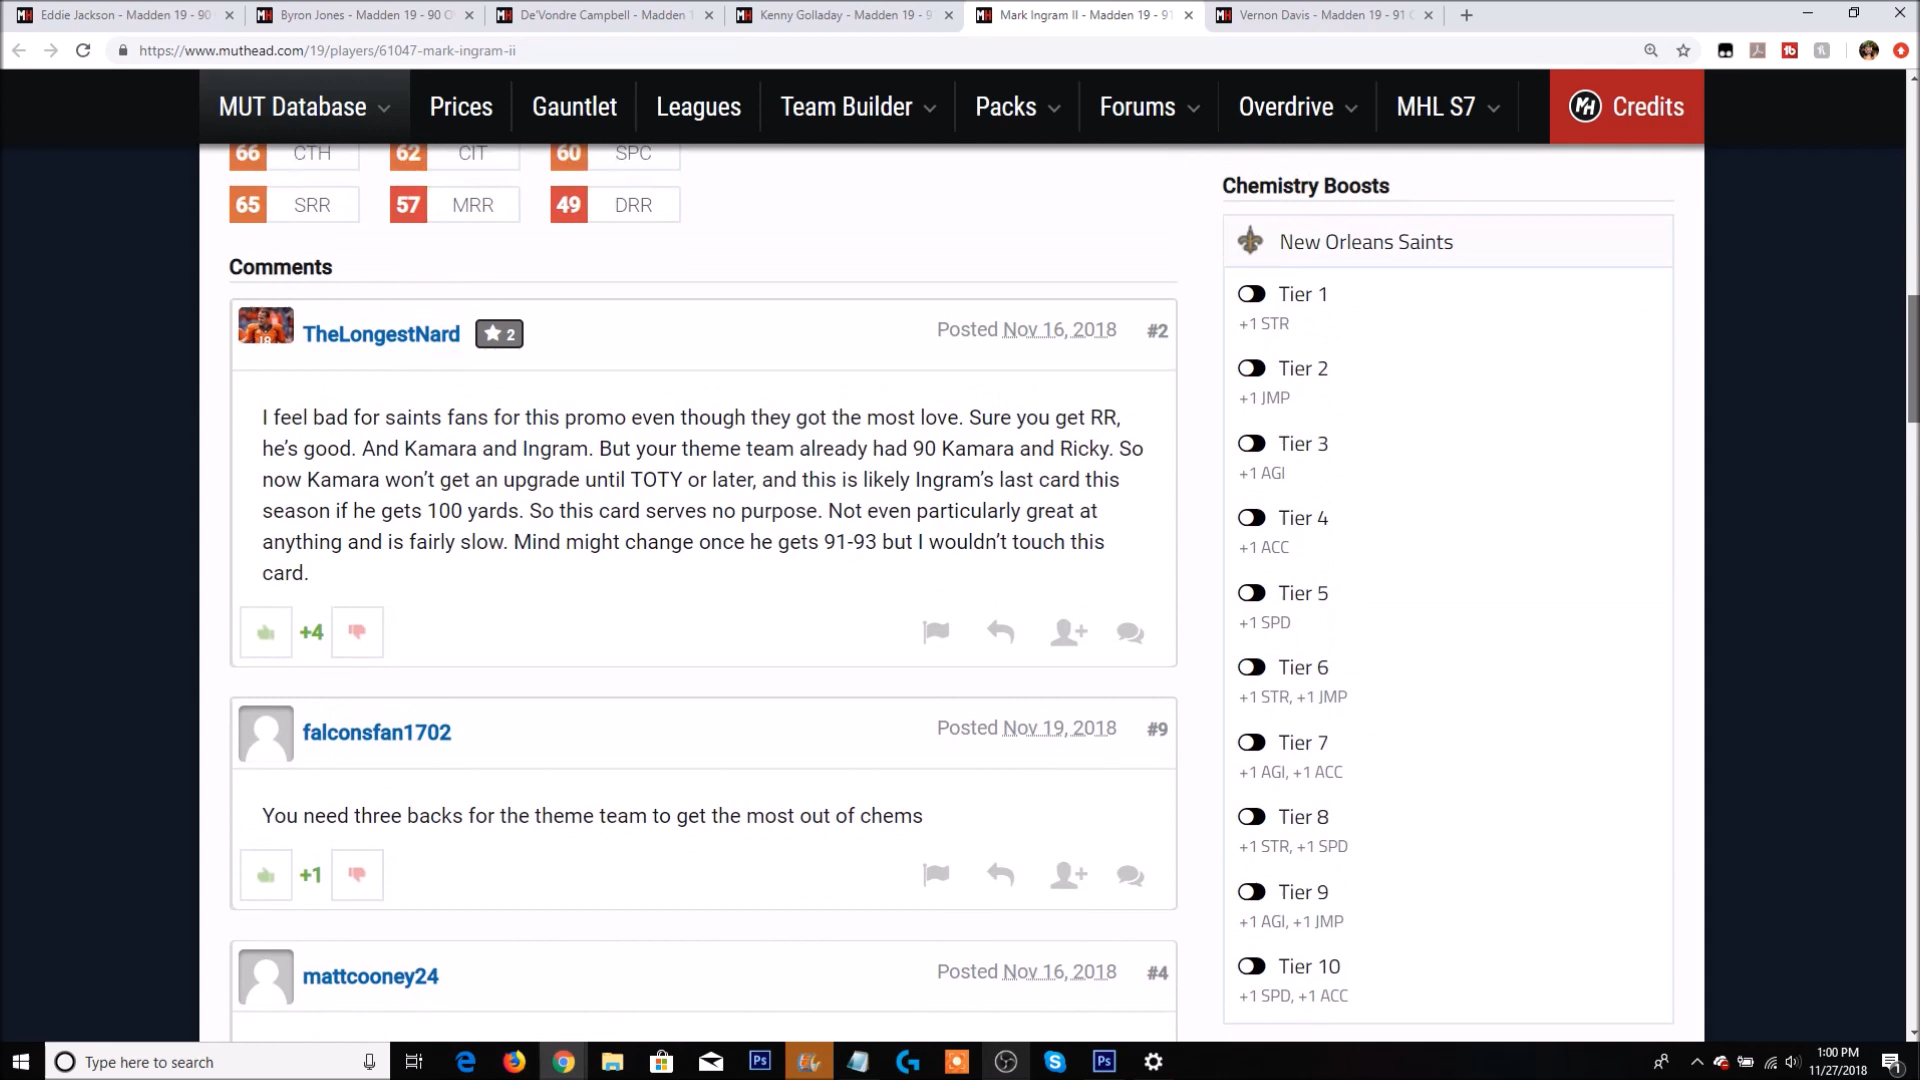 Eddie Jackson - Madden 19 - 90
Byron Jones - Madden 19 - 90 O
De'Vondre Campbell - Madden 1
Kenny Golladay - Madden 19 - 9
Mark Ingram II - Madden 19 - 91
Vernon Davis - Madden 19 - 91 O
https://www.muthead.com/19/players/61047-mark-ingram-ii
MUT Database
Prices
Gauntlet
Leagues
Team Builder
Packs
Forums
Overdrive
MHL S7
Credits
66 CTH
62 CIT
60 SPC
65 SRR
57 MRR
49 DRR
Comments
TheLongestNard
2
Posted Nov 16, 2018 #2
I feel bad for saints fans for this promo even though they got the most love. Sure you get RR,
he's good. And Kamara and Ingram. But your theme team already had 90 Kamara and Ricky. So
now Kamara won't get an upgrade until TOTY or later, and this is likely Ingram's last card this
season if he gets 100 yards. So this card serves no purpose. Not even particularly great at
anything and is fairly slow. Mind might change once he gets 91-93 but I wouldn't touch this
card.
+4
falconsfan1702
Posted Nov 19, 2018 #9
You need three backs for the theme team to get the most out of chems
+1
mattcooney24
Posted Nov 16, 2018 #4
Chemistry Boosts
New Orleans Saints
Tier 1
+1 STR
Tier 2
+1 JMP
Tier 3
+1 AGI
Tier 4
+1 ACC
Tier 5
+1 SPD
Tier 6
+1 STR, +1 JMP
Tier 7
+1 AGI, +1 ACC
Tier 8
+1 STR, +1 SPD
Tier 9
+1 AGI, +1 JMP
Tier 10
+1 SPD, +1 ACC
Type here to search
1:00 PM
11/27/2018